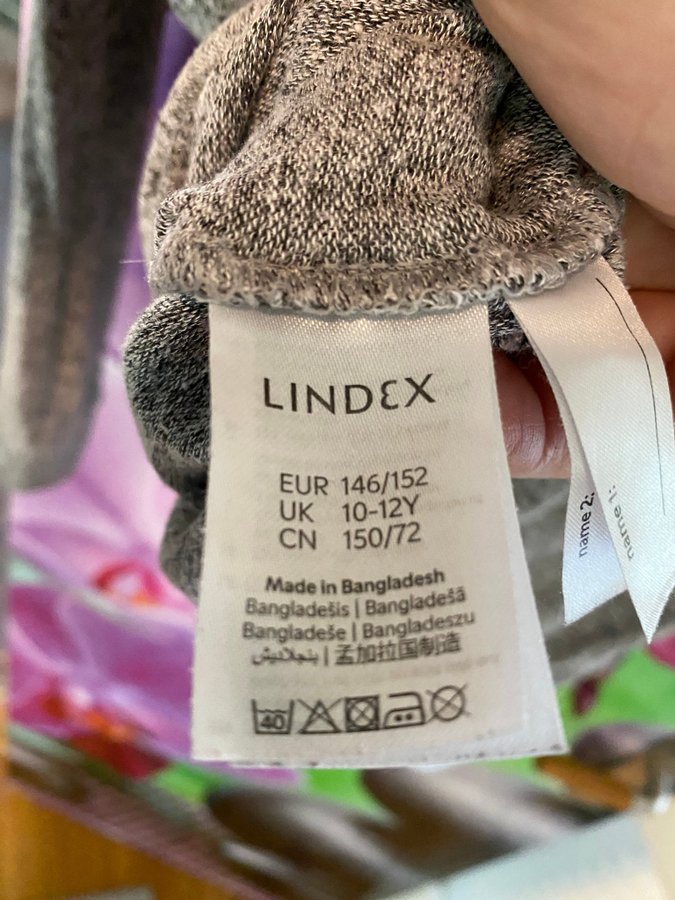 LINDEX
EUR 146/152
UK 10-12Y
CN 150/72
Made in Bangladesh
Bangladešis | Bangladešā
Bangladeše | Bangladeszu
بنجلاديش | 孟加拉国制造
40
name 2:
name 1: